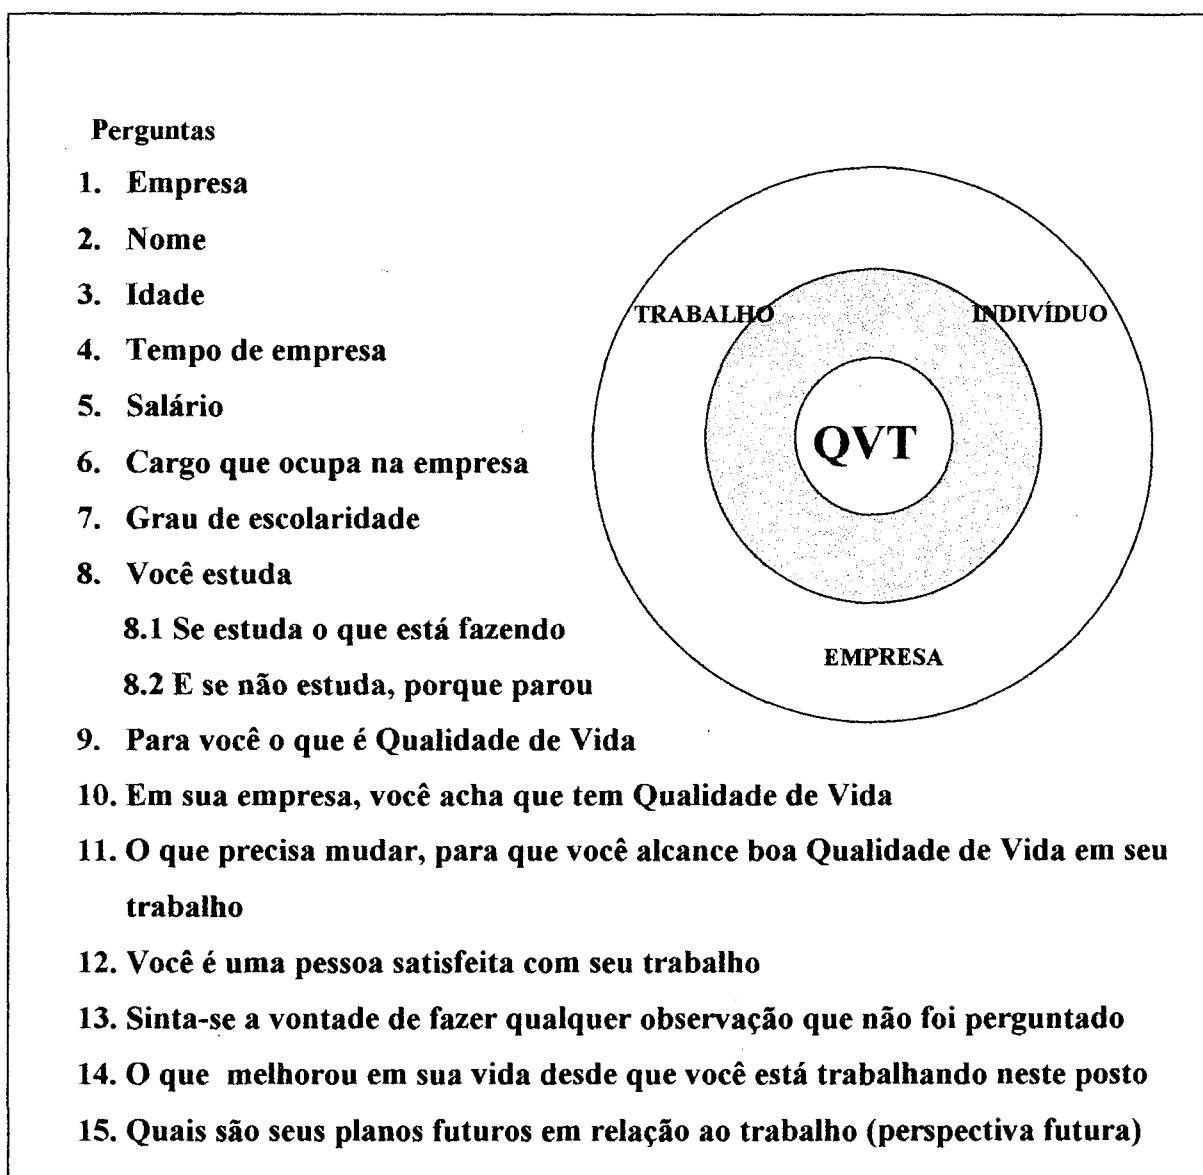 Perguntas
1. Empresa
2. Nome
3. Idade
4. Tempo de empresa
5. Salário
6. Cargo que ocupa na empresa
7. Grau de escolaridade
8. Você estuda
8.1 Se estuda o que está fazendo
8.2 E se não estuda, porque parou
9. Para você o que é Qualidade de Vida
10. Em sua empresa, você acha que tem Qualidade de Vida
11. O que precisa mudar, para que você alcance boa Qualidade de Vida em seu
trabalho
12. Você é uma pessoa satisfeita com seu trabalho
13. Sinta-se a vontade de fazer qualquer observação que não foi perguntado
14. O que melhorou em sua vida desde que você está trabalhando neste posto
15. Quais são seus planos futuros em relação ao trabalho (perspectiva futura)
TRABALHO
INDIVÍDUO
QVT
EMPRESA